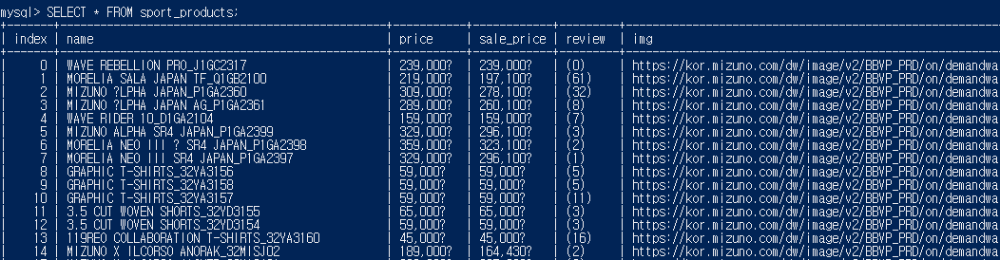 mysql> SELECT * FROM sport_products;
| index | name | price | sale_price | review | img
| 0 | WAVE REBELLION PRO_J1GC2317 | 239,000? | 239,000? | (0) | https://kor.mizuno.com/dw/image/v2/BBVP_PRD/on/demandwa
| 1 | MORELIA SALA JAPAN TF_Q1GB2100 | 219,000? | 197,100? | (61) | https://kor.mizuno.com/dw/image/v2/BBVP_PRD/on/demandwa
| 2 | MIZUNO ?LPHA JAPAN_P1GA2360 | 309,000? | 278,100? | (32) | https://kor.mizuno.com/dw/image/v2/BBVP_PRD/on/demandwa
| 3 | MIZUNO ?LPHA JAPAN AG_P1GA2361 | 289,000? | 260,100? | (8) | https://kor.mizuno.com/dw/image/v2/BBVP_PRD/on/demandwa
| 4 | WAVE RIDER 10_D1GA2104 | 159,000? | 159,000? | (7) | https://kor.mizuno.com/dw/image/v2/BBVP_PRD/on/demandwa
| 5 | MIZUNO ALPHA SR4 JAPAN_P1GA2399 | 329,000? | 296,100? | (3) | https://kor.mizuno.com/dw/image/v2/BBVP_PRD/on/demandwa
| 6 | MORELIA NEO III ? SR4 JAPAN_P1GA2398 | 359,000? | 323,100? | (2) | https://kor.mizuno.com/dw/image/v2/BBVP_PRD/on/demandwa
| 7 | MORELIA NEO III SR4 JAPAN_P1GA2397 | 329,000? | 296,100? | (1) | https://kor.mizuno.com/dw/image/v2/BBVP_PRD/on/demandwa
| 8 | GRAPHIC T-SHIRTS_32YA3156 | 59,000? | 59,000? | (5) | https://kor.mizuno.com/dw/image/v2/BBVP_PRD/on/demandwa
| 9 | GRAPHIC T-SHIRTS_32YA3158 | 59,000? | 59,000? | (5) | https://kor.mizuno.com/dw/image/v2/BBVP_PRD/on/demandwa
| 10 | GRAPHIC T-SHIRTS_32YA3157 | 59,000? | 59,000? | (11) | https://kor.mizuno.com/dw/image/v2/BBVP_PRD/on/demandwa
| 11 | 3.5 CUT WOVEN SHORTS_32YD3155 | 65,000? | 65,000? | (3) | https://kor.mizuno.com/dw/image/v2/BBVP_PRD/on/demandwa
| 12 | 3.5 CUT WOVEN SHORTS_32YD3154 | 59,000? | 59,000? | (3) | https://kor.mizuno.com/dw/image/v2/BBVP_PRD/on/demandwa
| 13 | 119REO COLLABORATION T-SHIRTS_32YA3160 | 45,000? | 45,000? | (16) | https://kor.mizuno.com/dw/image/v2/BBVP_PRD/on/demandwa
| 14 | MIZUNO X ILCORSO ANORAK_32MISJ02 | 189,000? | 164,430? | (2) | https://kor.mizuno.com/dw/image/v2/BBVP_PRD/on/demandwa